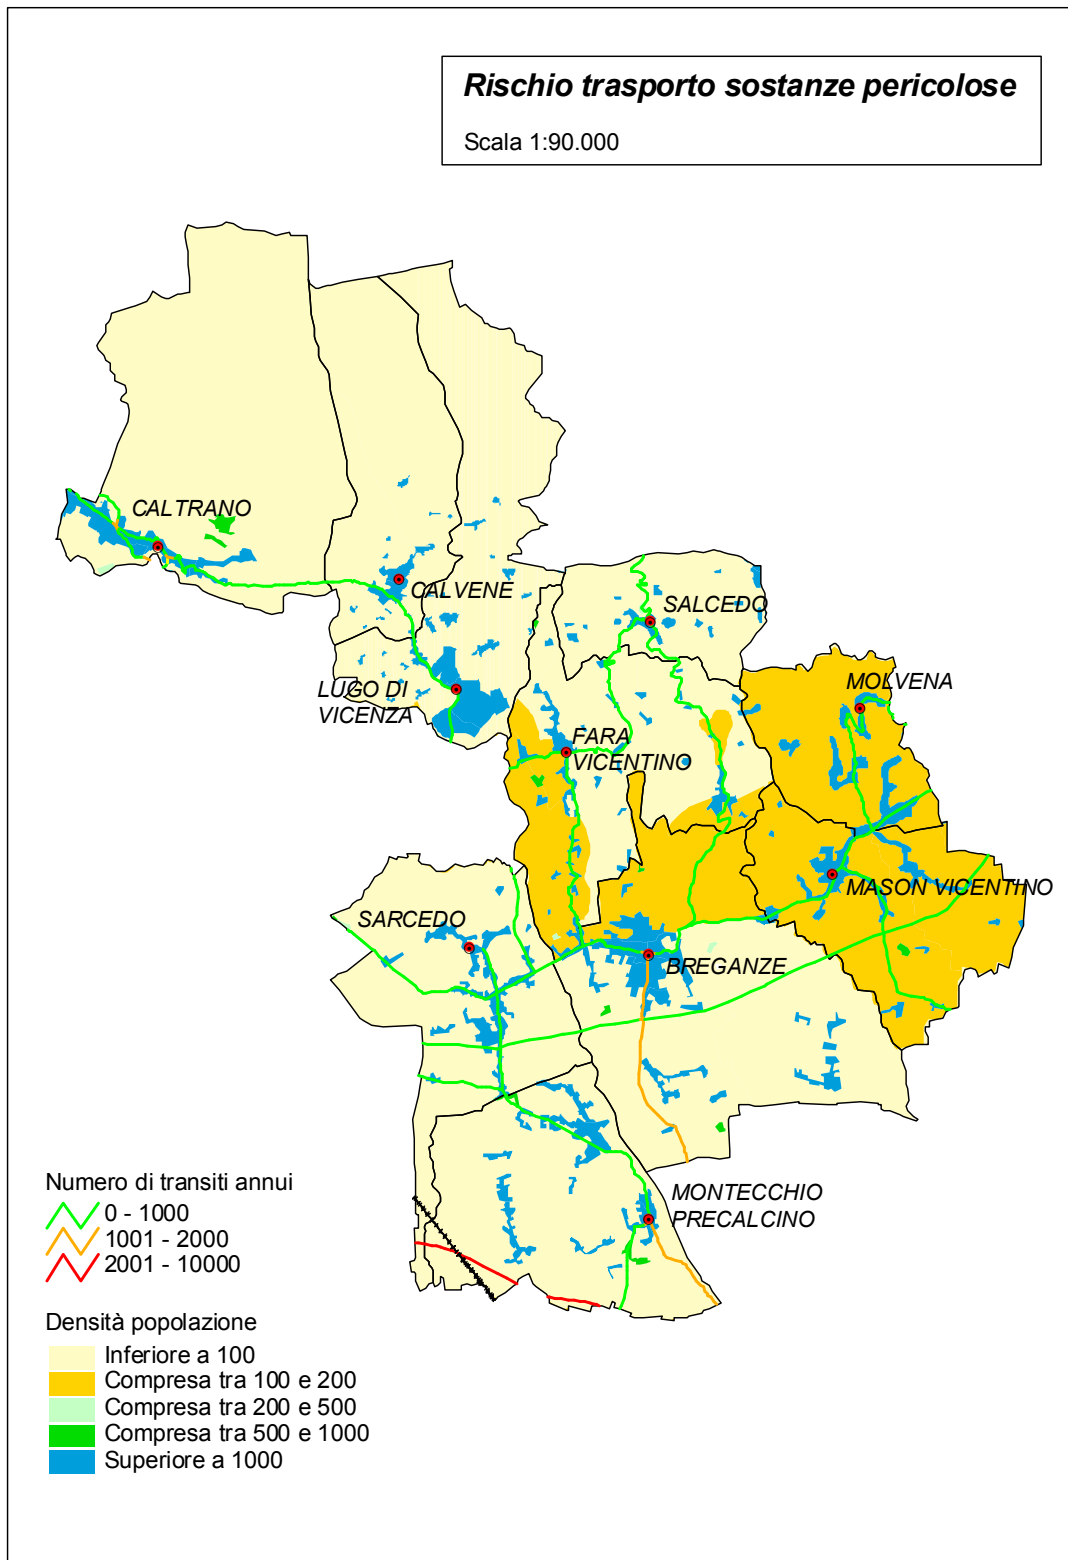 Rischio trasporto sostanze pericolose
Scala 1:90.000
CALTRANO
CALVENE
SALCEDO
LUGO DI
VICENZA
MOLVENA
FARA
VICENTINO
MASON VICENTINO
SARCEDO
BREGANZE
MONTECCHIO
PRECALCINO
Numero di transiti annui
0 - 1000
1001 - 2000
2001 - 10000
Densità popolazione
Inferiore a 100
Compresa tra 100 e 200
Compresa tra 200 e 500
Compresa tra 500 e 1000
Superiore a 1000